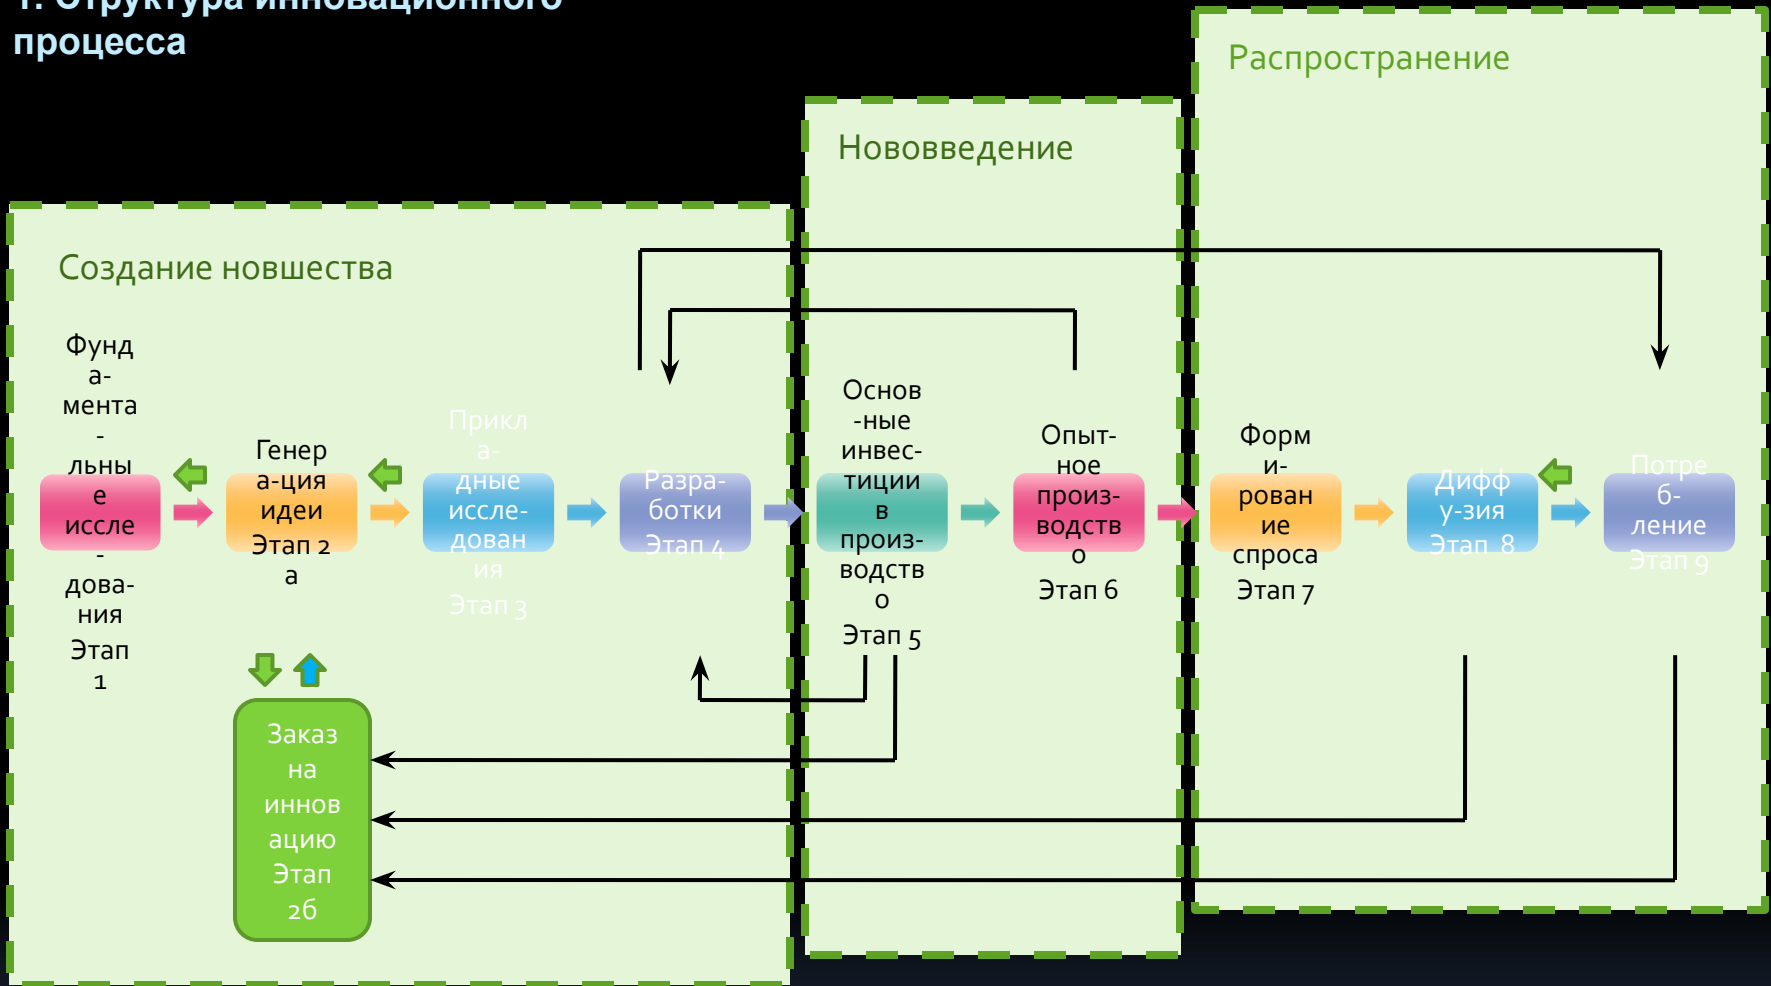 1. Структура инновационного
процесса
Распространение
Нововведение
Создание новшества
Фунд
а-
мента
-
льны
е
иссле
-
дова-
ния
Этап
1
Генер
а-ция
идеи
Этап 2
а
Прикл
а-
дные
иссле-
дован
ия
Этап 3
Разра-
ботки
Этап 4
Основ
-ные
инвес-
тиции
в
произ-
водств
о
Этап 5
Опыт-
ное
произ-
водств
о
Этап 6
Форм
и-
рован
ие
спроса
Этап 7
Дифф
у-зия
Этап 8
Потре
б-
ление
Этап 9
Заказ
на
иннов
ацию
Этап
2б